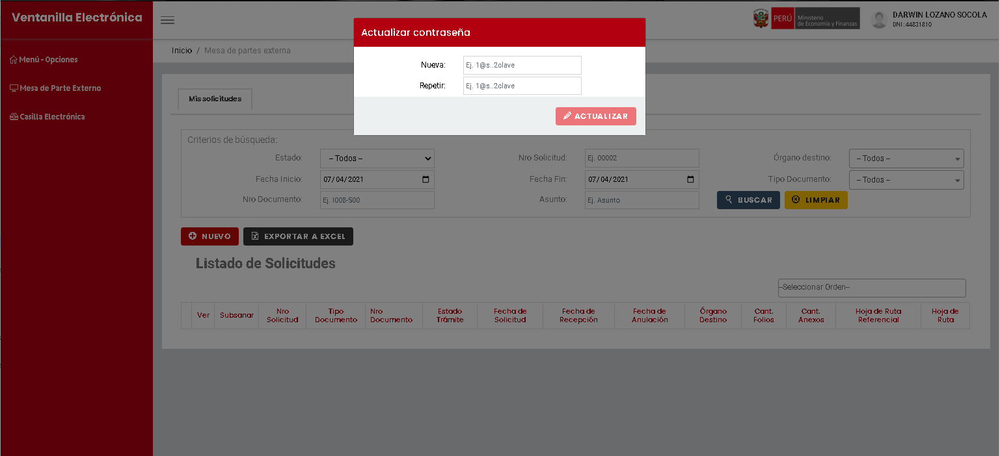 Ventanilla Electrónica
PERÚ
Ministerio
de Economía y Finanzas
DARWIN LOZANO SOCOLA
DNI:44831810
Actualizar contraseña
Nueva:
Ej. 1@s..2clave
Repetir:
Ej. 1@s..2clave
ACTUALIZAR
Menú - Opciones
Mesa de Parte Externo
Casilla Electrónica
Inicio / Mesa de partes externa
Mis solicitudes
Criterios de búsqueda:
Estado:
-- Todos --
Nro Solicitud:
Ej. 00002
Órgano destino:
-- Todos --
Fecha Inicio:
07/04/2021
Fecha Fin:
07/04/2021
Tipo Documento:
-- Todos --
Nro Documento:
Ej. I008-500
Asunto:
Ej. Asunto
BUSCAR
LIMPIAR
NUEVO
EXPORTAR A EXCEL
Listado de Solicitudes
--Seleccionar Orden--
Ver
Subsanar
Nro
Solicitud
Tipo
Documento
Nro
Documento
Estado
Trámite
Fecha de
Solicitud
Fecha de
Recepción
Fecha de
Anulación
Órgano
Destino
Cant.
Folios
Cant.
Anexos
Hoja de Ruta
Referencial
Hoja de
Ruta